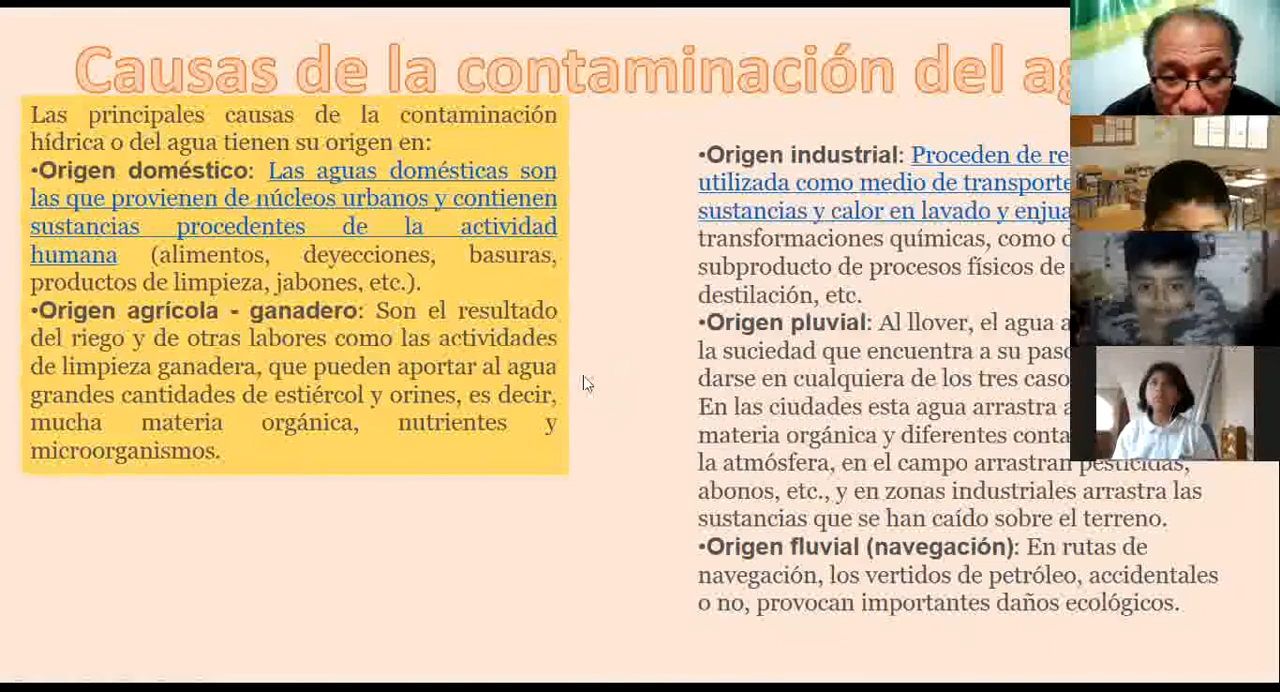 Causas de la contaminación del
Las principales causas de la contaminación
hídrica o del agua tienen su origen en:
•Origen doméstico: Las aguas domésticas son
las que provienen de núcleos urbanos y contienen
sustancias procedentes de la actividad
humana (alimentos, deyecciones, basuras,
productos de limpieza, jabones, etc.).
•Origen agrícola - ganadero: Son el resultado
del riego y de otras labores como las actividades
de limpieza ganadera, que pueden aportar al agua
grandes cantidades de estiércol y orines, es decir,
mucha materia orgánica, nutrientes y
microorganismos.
•Origen industrial: Proceden de
utilizada como medio de transporte
sustancias y calor en lavado y
transformaciones químicas, como
subproducto de procesos físicos de
destilación, etc.
•Origen pluvial: Al llover, el agua
la suciedad que encuentra a su paso
darse en cualquiera de los tres
En las ciudades esta agua arrastra
materia orgánica y diferentes
la atmósfera, en el campo arrastran pesticidas,
abonos, etc., y en zonas industriales arrastra las
sustancias que se han caído sobre el terreno.
•Origen fluvial (navegación): En rutas de
navegación, los vertidos de petróleo, accidentales
o no, provocan importantes daños ecológicos.